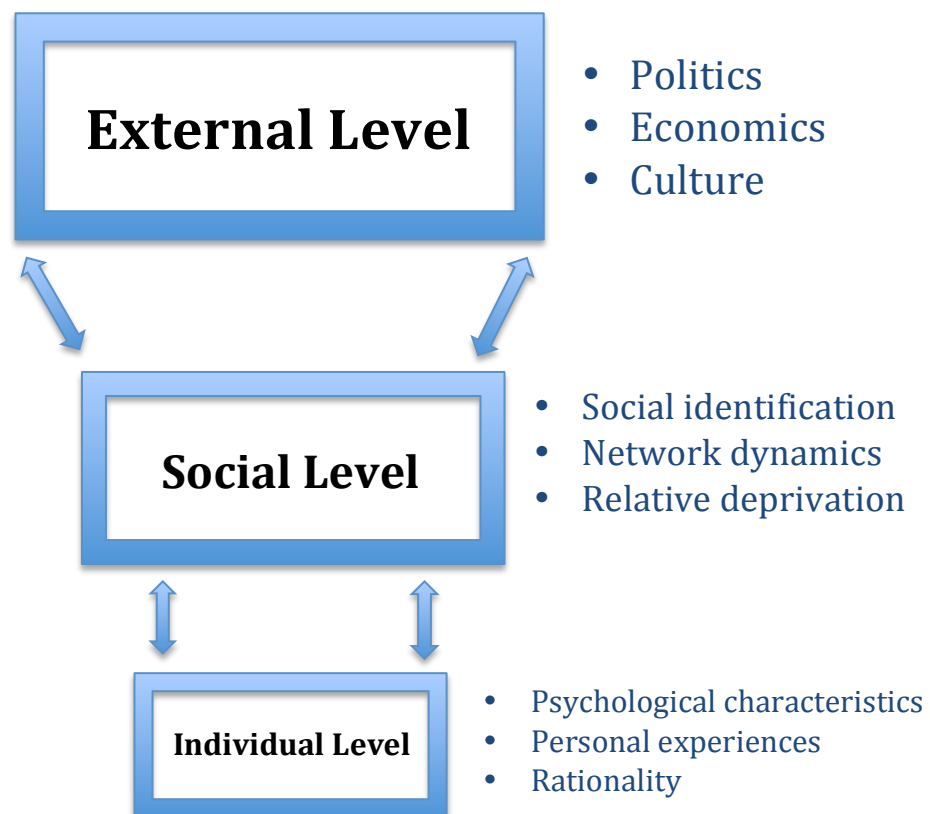 External Level
• Politics
• Economics
• Culture
Social Level
• Social identification
• Network dynamics
• Relative deprivation
Individual Level
• Psychological characteristics
• Personal experiences
• Rationality